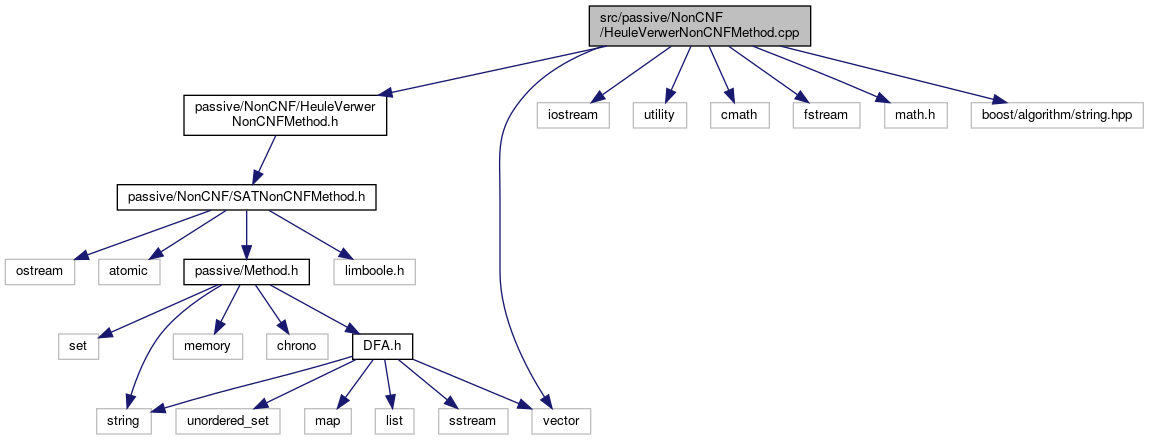 src/passive/NonCNF
/HeuleVerwerNonCNFMethod.cpp
passive/NonCNF/HeuleVerwer
NonCNFMethod.h
iostream
utility
cmath
fstream
math.h
boost/algorithm/string.hpp
passive/NonCNF/SATNonCNFMethod.h
ostream
atomic
passive/Method.h
limboole.h
set
memory
chrono
DFA.h
string
unordered_set
map
list
sstream
vector